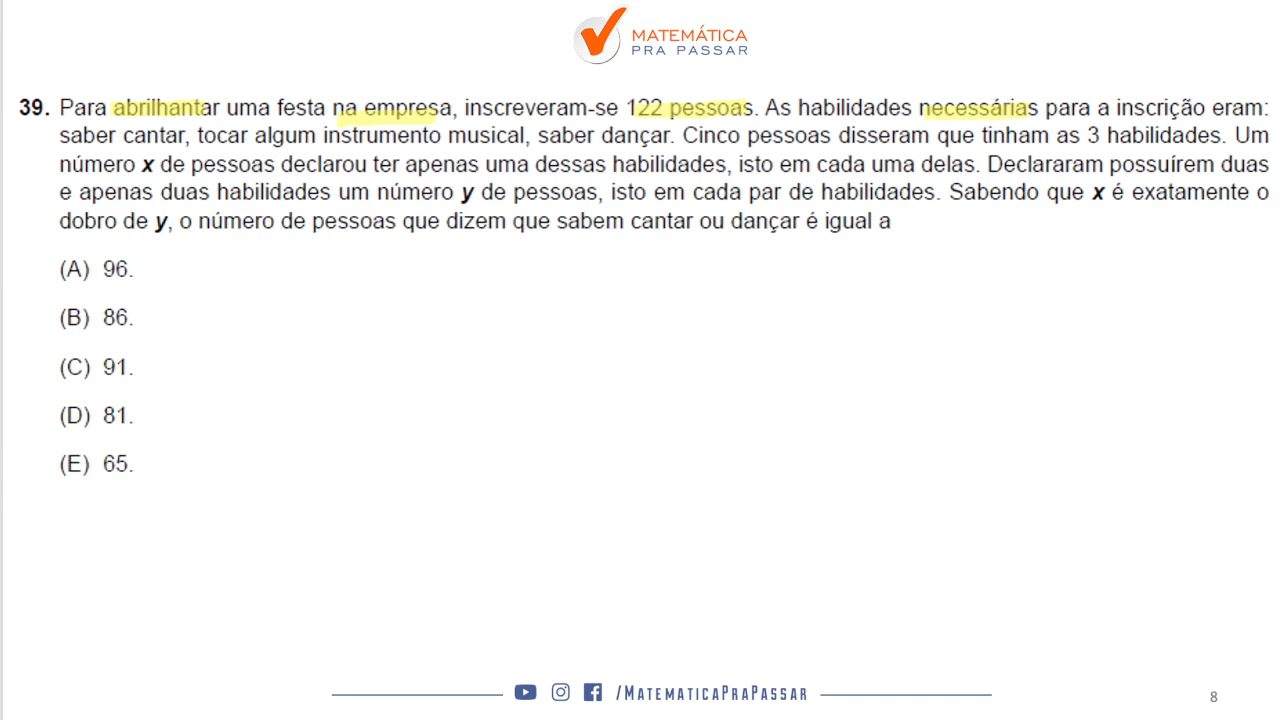 MATEMÁTICA
PRA PASSAR
39. Para abrilhantar uma festa na empresa, inscreveram-se 122 pessoas. As habilidades necessárias para a inscrição eram:
saber cantar, tocar algum instrumento musical, saber dançar. Cinco pessoas disseram que tinham as 3 habilidades. Um
número x de pessoas declarou ter apenas uma dessas habilidades, isto em cada uma delas. Declararam possuírem duas
e apenas duas habilidades um número y de pessoas, isto em cada par de habilidades. Sabendo que x é exatamente o
dobro de y, o número de pessoas que dizem que sabem cantar ou dançar é igual a
(A) 96.
(B) 86.
(C) 91.
(D) 81.
(E) 65.
/MATEMATICAPRAPASSAR
8